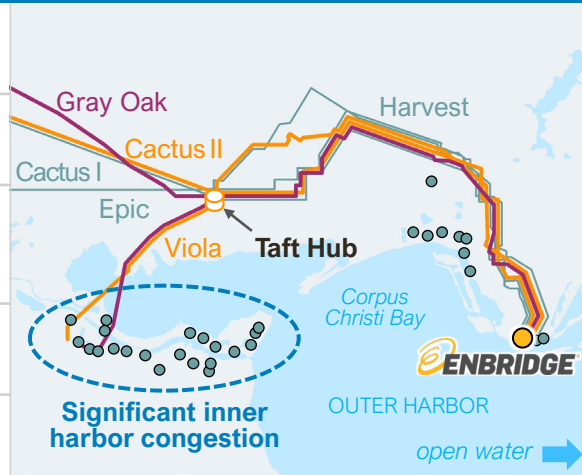 Gray Oak
Harvest
Cactus II
Cactus I
Epic
Viola
Taft Hub
Corpus
Christi Bay
ENBRIDGE
Significant inner
harbor congestion
OUTER HARBOR
open water